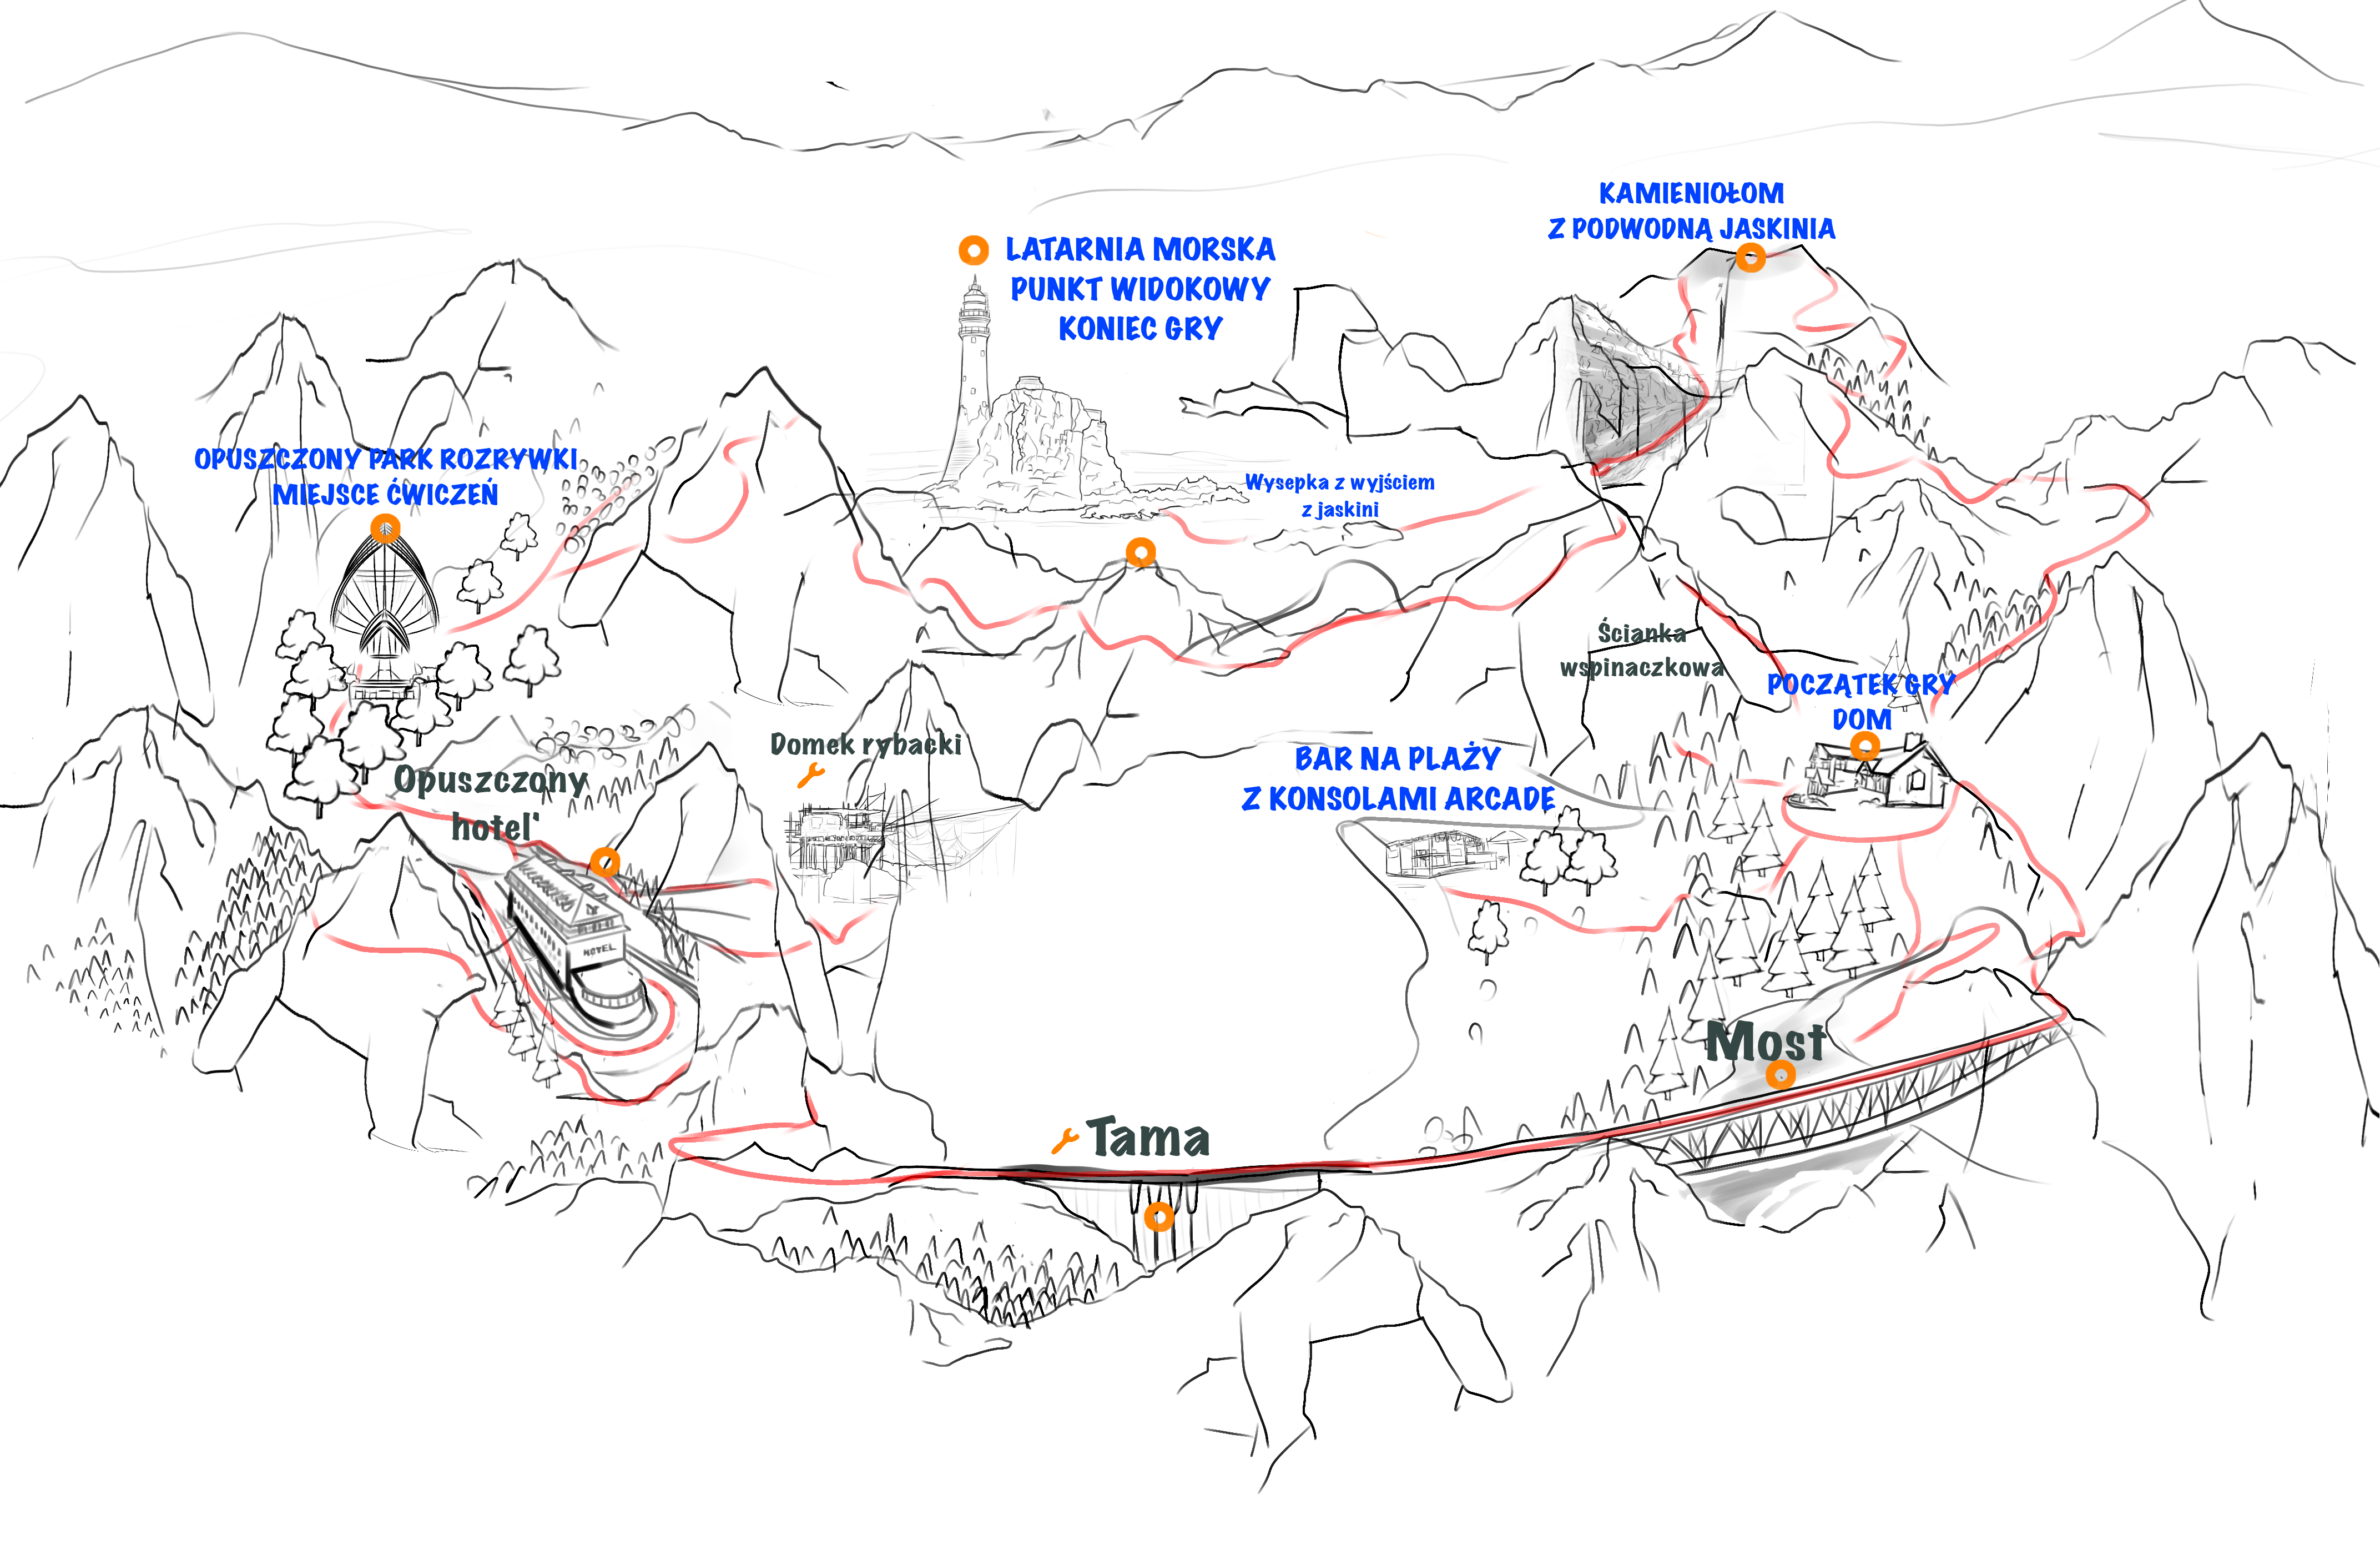 KAMIENIOŁOM
Z PODWODNĄ JASKINIA
LATARNIA MORSKA
PUNKT WIDOKOWY
KONIEC GRY
OPUSZCZONY PARK ROZRYWKI
MIEJSCE ĆWICZEŃ
Wysepka z wyjściem
z jaskini
Ścianka
wspinaczkowa
POCZĄTEK GRY
DOM
Domek rybacki
BAR NA PLAŻY
Z KONSOLAMI ARCADE
Opuszczony
hotel'
HOTEL
Most
Tama